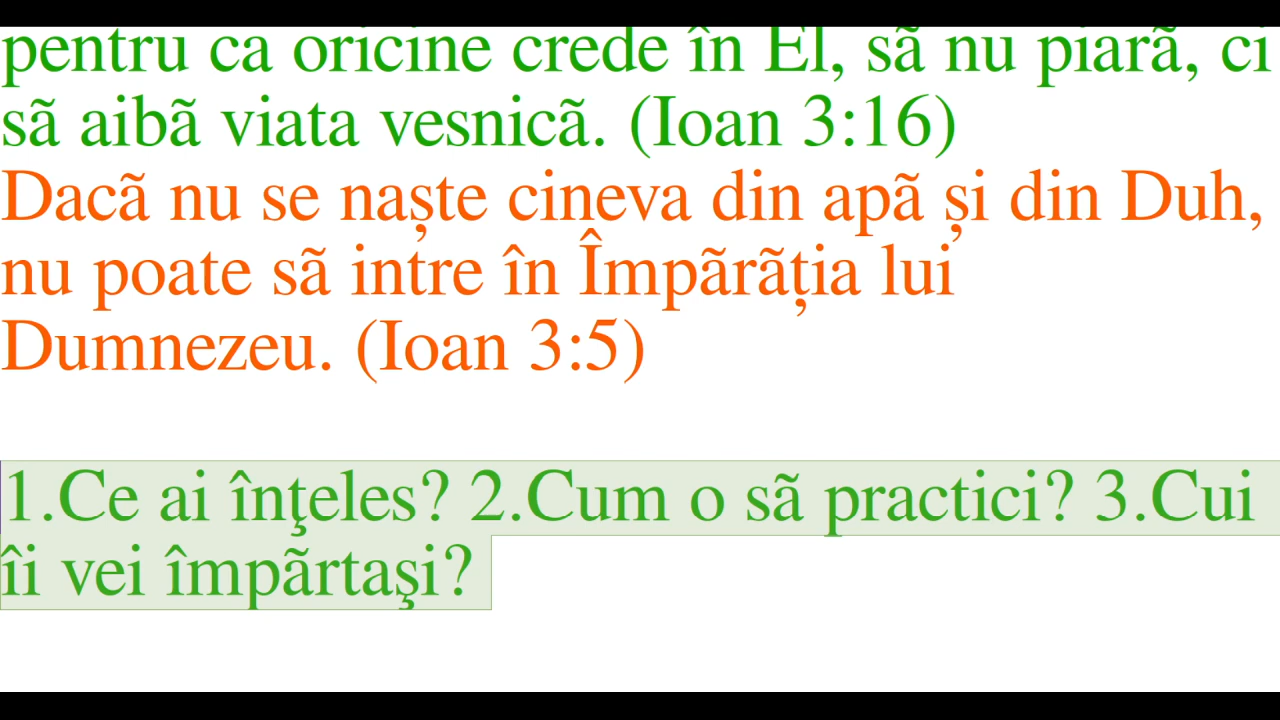 pentru ca oricine crede în El, sã nu piarã, ci
sã aibã viata vesnicã. (Ioan 3:16)
Dacã nu se naște cineva din apã și din Duh,
nu poate sã intre în Împãrãția lui
Dumnezeu. (Ioan 3:5)
1.Ce ai înţeles? 2.Cum o sã practici? 3.Cui
îi vei împãrtaşi?